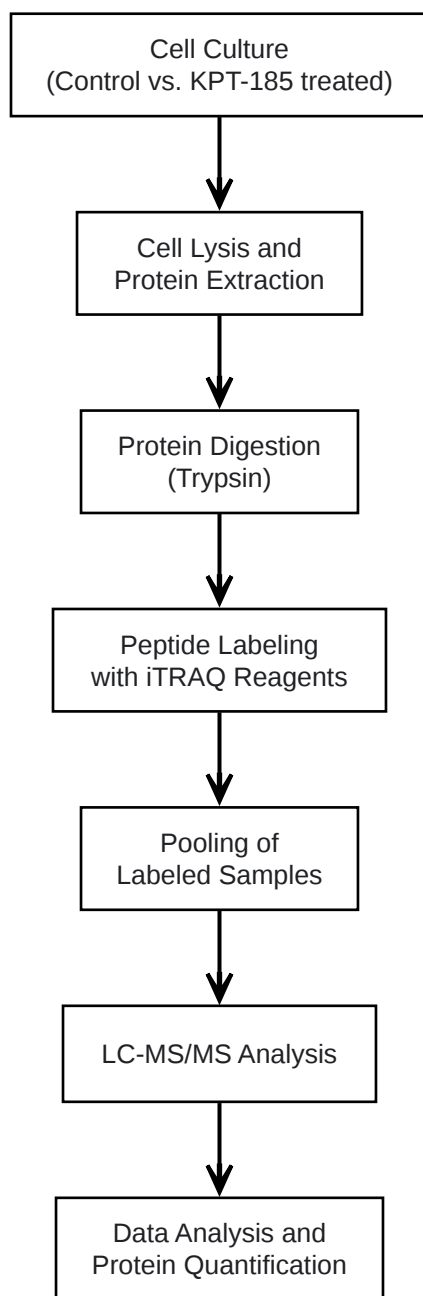 Cell Culture
(Control vs. KPT-185 treated)
Cell Lysis and
Protein Extraction
Protein Digestion
(Trypsin)
Peptide Labeling
with iTRAQ Reagents
Pooling of
Labeled Samples
LC-MS/MS Analysis
Data Analysis and
Protein Quantification